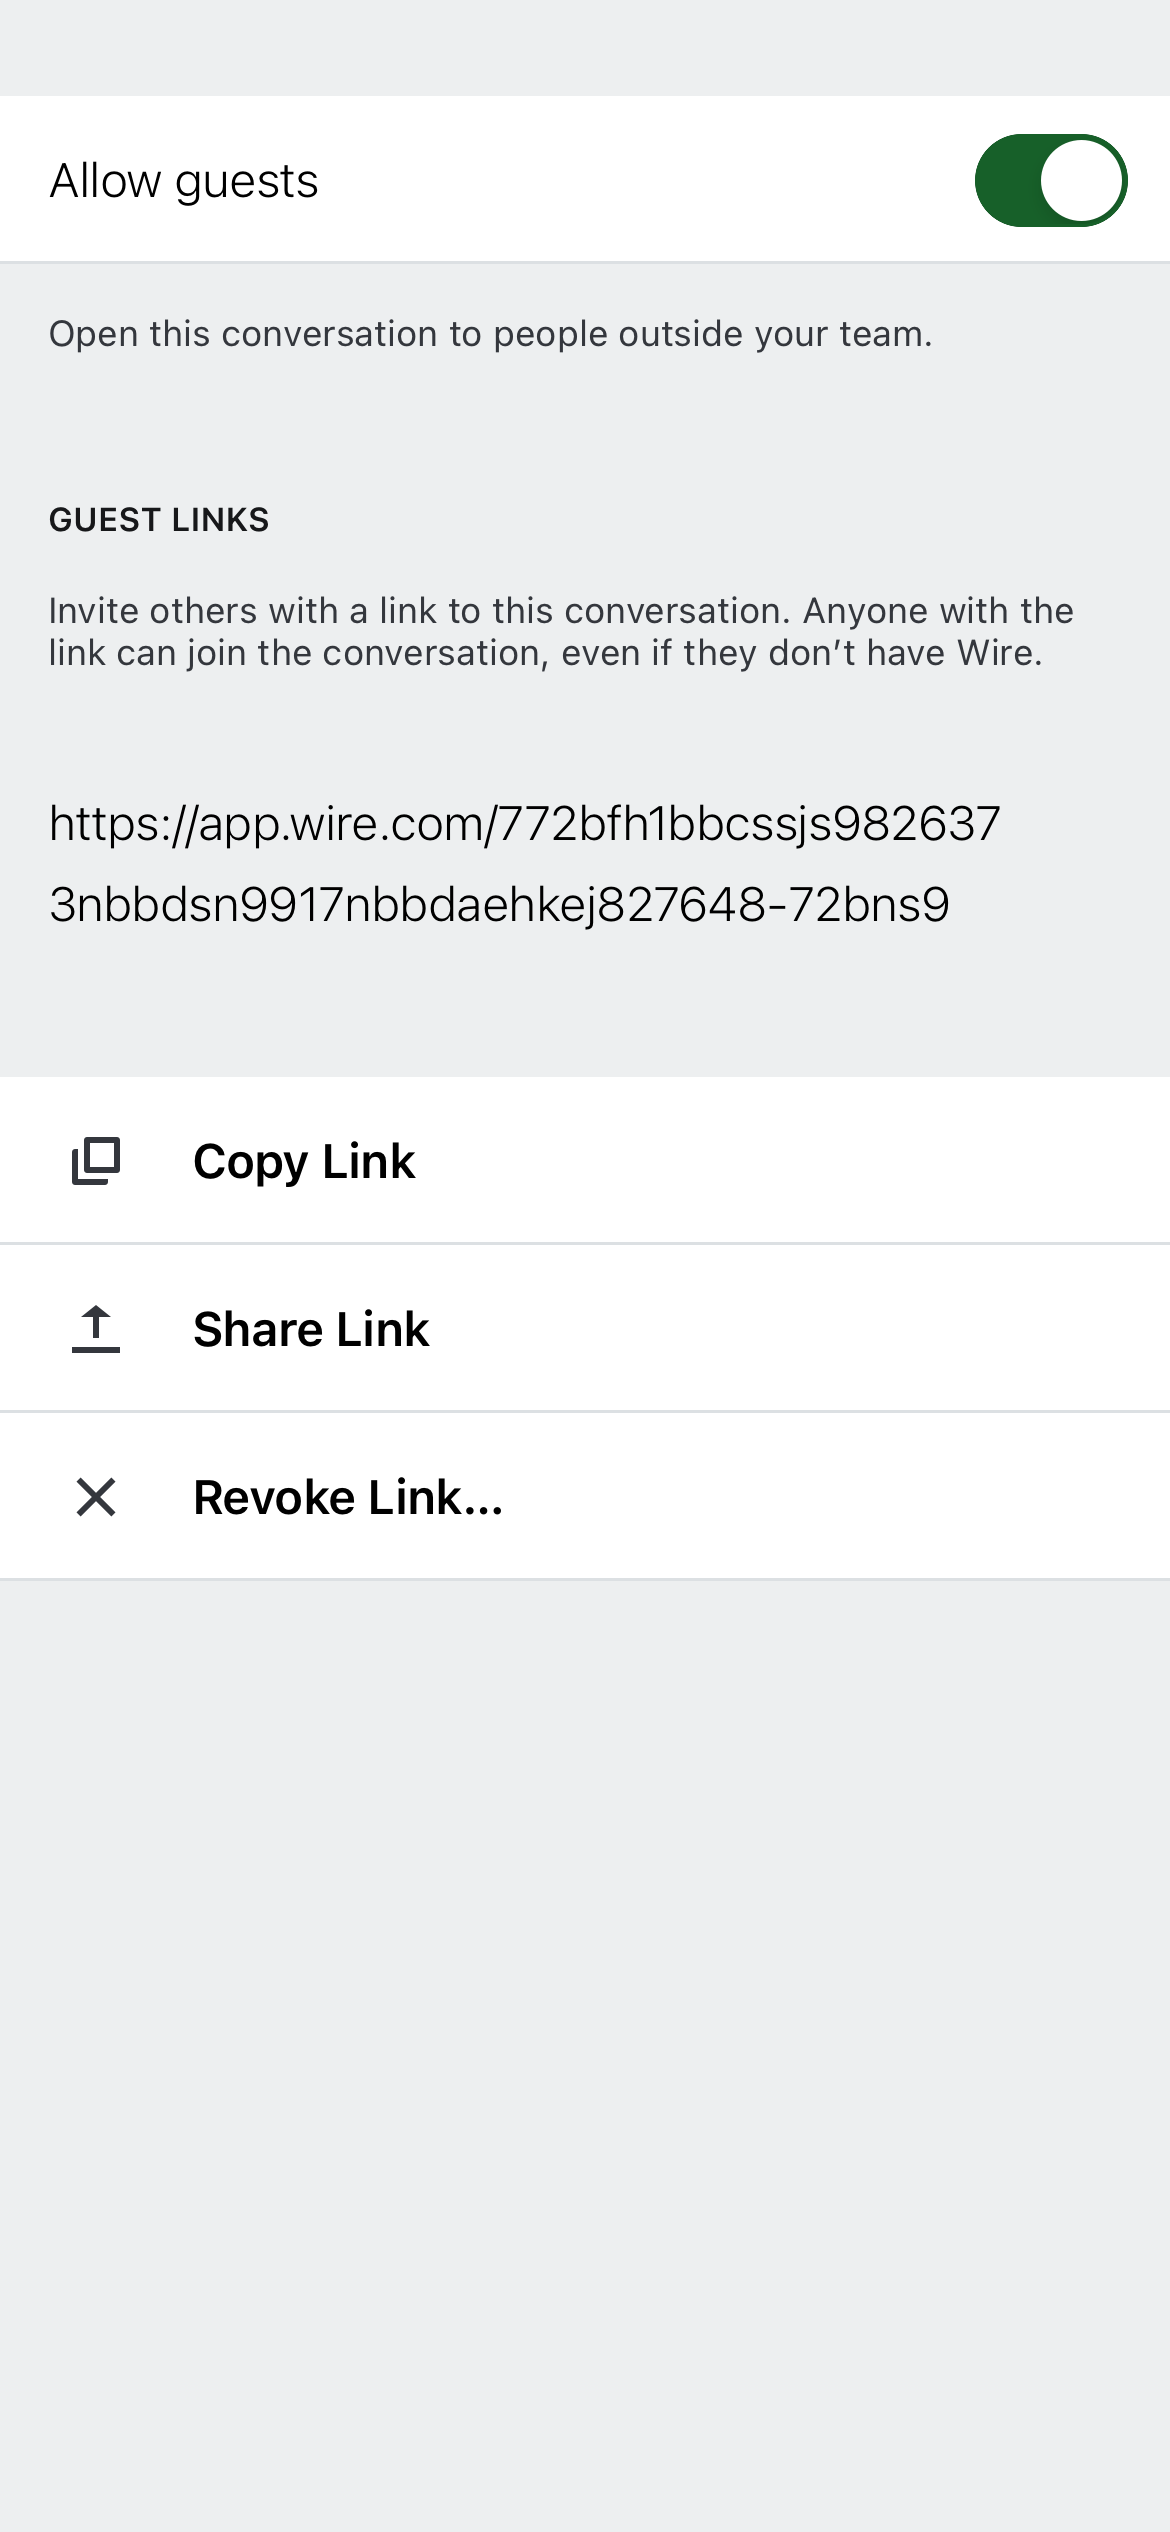 Allow guests
Open this conversation to people outside your team.
GUEST LINKS
Invite others with a link to this conversation. Anyone with the
link can join the conversation, even if they don’t have Wire.
https://app.wire.com/772bfh1bbcssjs982637
3nbbdsn9917nbbdaehkej827648-72bns9
Copy Link
Share Link
Revoke Link...